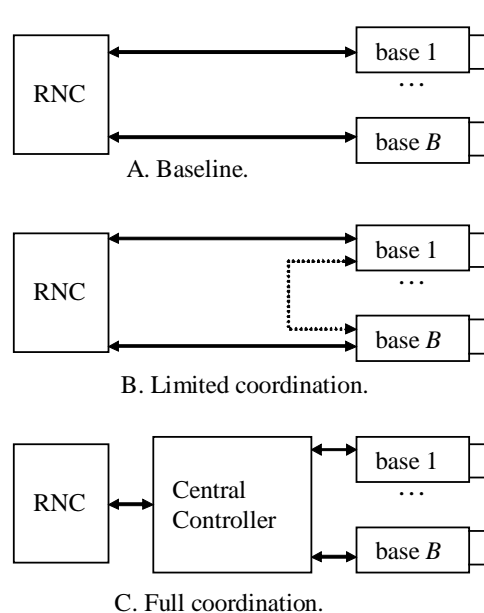 base 1
RNC
…
base B
A. Baseline.
base 1
RNC
…
base B
B. Limited coordination.
base 1
RNC
Central
Controller
…
base B
C. Full coordination.